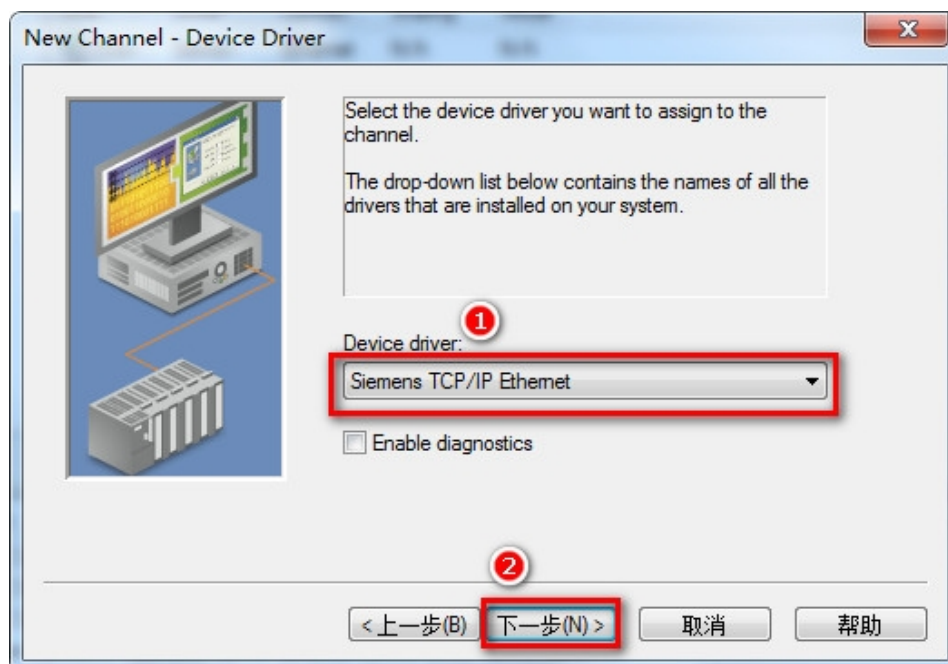 New Channel - Device Driver
Select the device driver you want to assign to the
channel.
The drop-down list below contains the names of all the
drivers that are installed on your system.
1
Device driver:
Siemens TCP/IP Ethernet
Enable diagnostics
2
<上一步(B)
下一步(N)>
取消
帮助